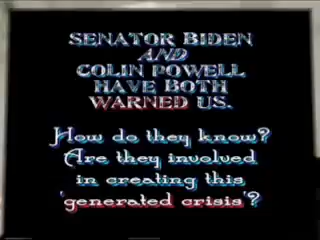 SENATOR BIDEN
AND
COLIN POWELL
HAVE BOTH
WARNED US.
How do they know?
Are they involved
in creating this
'generated crisis'?